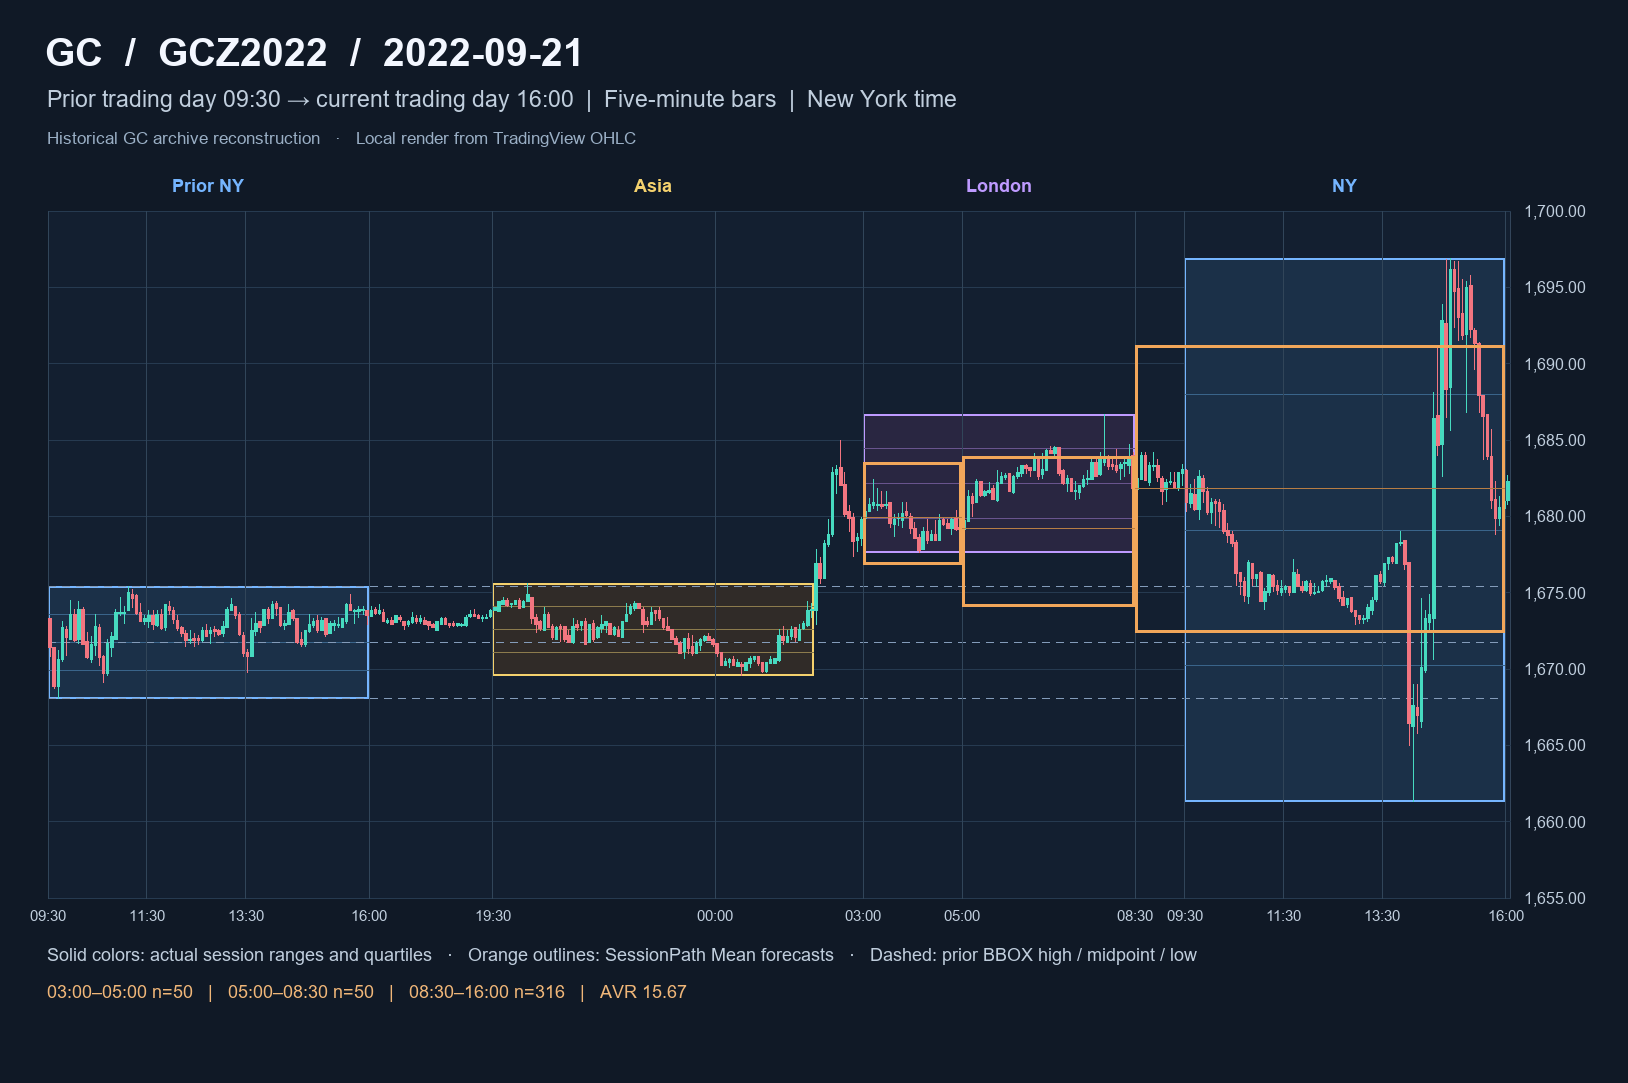 GC / GCZ2022 / 2022-09-21
Prior trading day 09:30 → current trading day 16:00 | Five-minute bars | New York time
Historical GC archive reconstruction · Local render from TradingView OHLC
Prior NY Asia London NY
1,700.00
1,695.00
1,690.00
1,685.00
1,680.00
1,675.00
1,670.00
1,665.00
1,660.00
1,655.00
09:30 11:30 13:30 16:00 19:30 00:00 03:00 05:00 08:30 09:30 11:30 13:30 16:00
Solid colors: actual session ranges and quartiles · Orange outlines: SessionPath Mean forecasts · Dashed: prior BBOX high / midpoint / low
03:00–05:00 n=50 | 05:00–08:30 n=50 | 08:30–16:00 n=316 | AVR 15.67